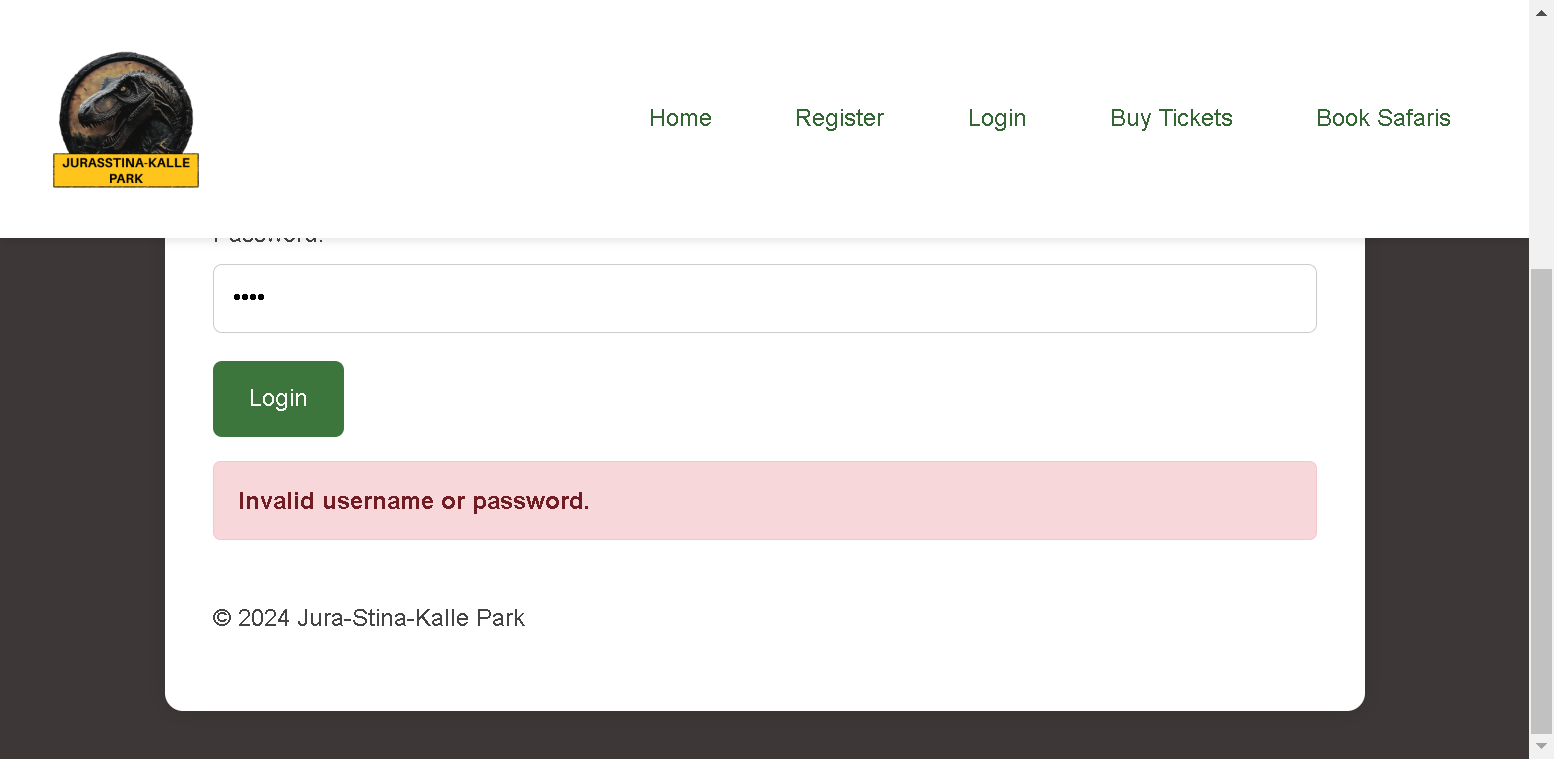 JURASSTINA-KALLE
PARK
Home Register Login Buy Tickets Book Safaris
Password:
••••
Login
Invalid username or password.
© 2024 Jura-Stina-Kalle Park